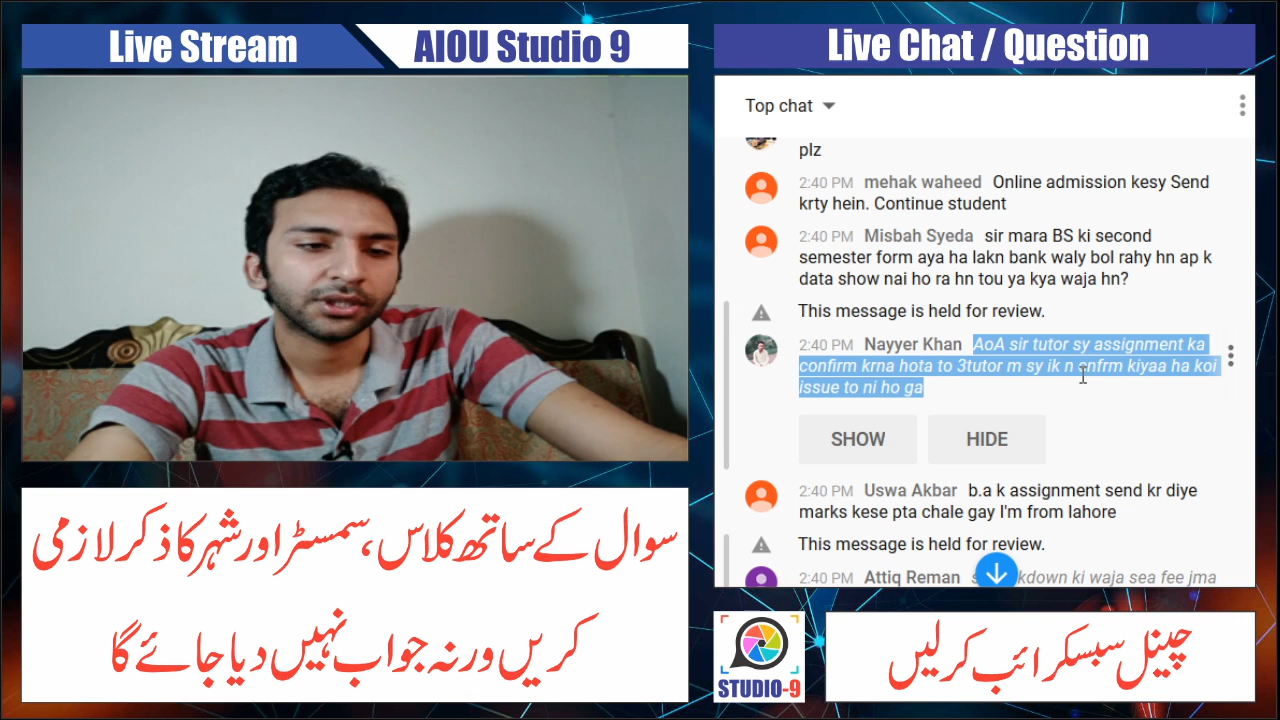 Live Stream
AIOU Studio 9
سوال کے ساتھ کلاس، سمسٹر اور شہر کا ذکر لازمی
کریں ورنہ جواب نہیں دیا جائے گا
Live Chat / Question
Top chat
plz
2:40 PM mehak waheed Online admission kesy Send
krty hein. Continue student
2:40 PM Misbah Syeda sir mara BS ki second
semester form aya ha lakn bank waly bol rahy hn ap k
data show nai ho ra hn tou ya kya waja hn?
This message is held for review.
2:40 PM Nayyer Khan AoA sir tutor sy assignment ka
confirm krna hota to 3tutor m sy ik n cnfrm kiyaa ha koi
issue to ni ho ga
SHOW HIDE
2:40 PM Uswa Akbar b.a k assignment send kr diye
marks kese pta chale gay I'm from lahore
This message is held for review.
2:40 PM Attiq Reman ki waja sea fee jma
STUDIO-9
چینل سبسکرائب کرلیں